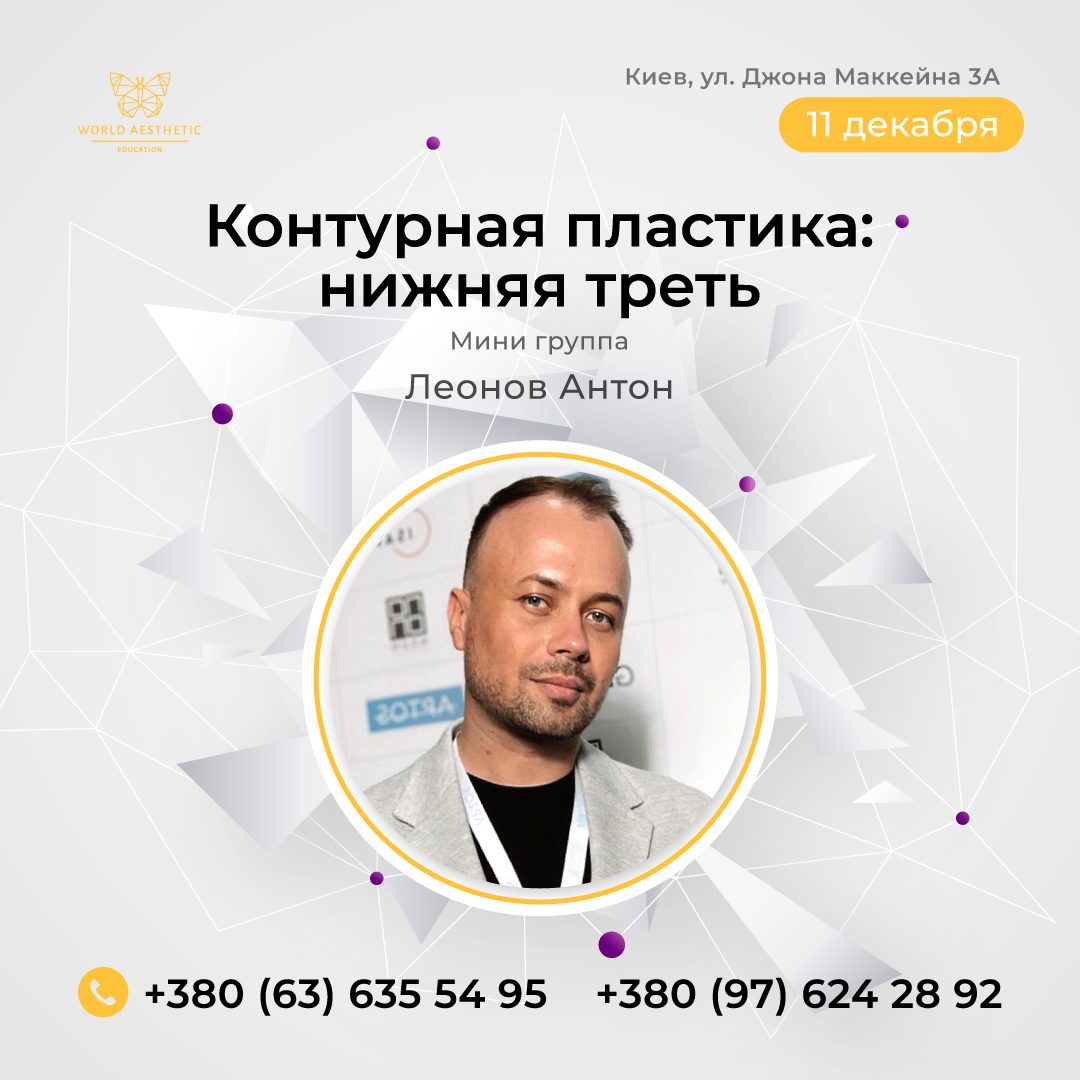 WORLD AESTHETIC
EDUCATION
Киев, ул. Джона Маккейна 3А
11 декабря
Контурная пластика:
нижняя треть
Мини группа
Леонов Антон
APTOS
+380 (63) 635 54 95
+380 (97) 624 28 92